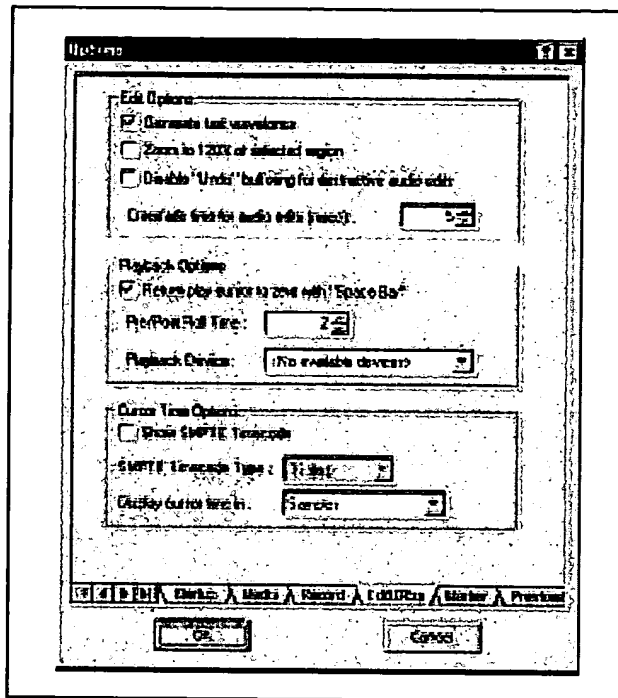 Options
Edit Options
Generate fast waveforms
Zoom to 120% of selected region
Disable "Undo" buffering for destructive audio edits
Crossfade time for audio edits (msec): 5
Playback Options
Return play cursor to zero with "Space Bar"
Pre/Post Roll Time: 2
Playback Device: (No available devices)
Cursor Time Options
Show SMPTE Timecode
SMPTE Timecode Type:
Display cursor time in:
Startup Media Record Edit/Play Marker Preview
OK Cancel